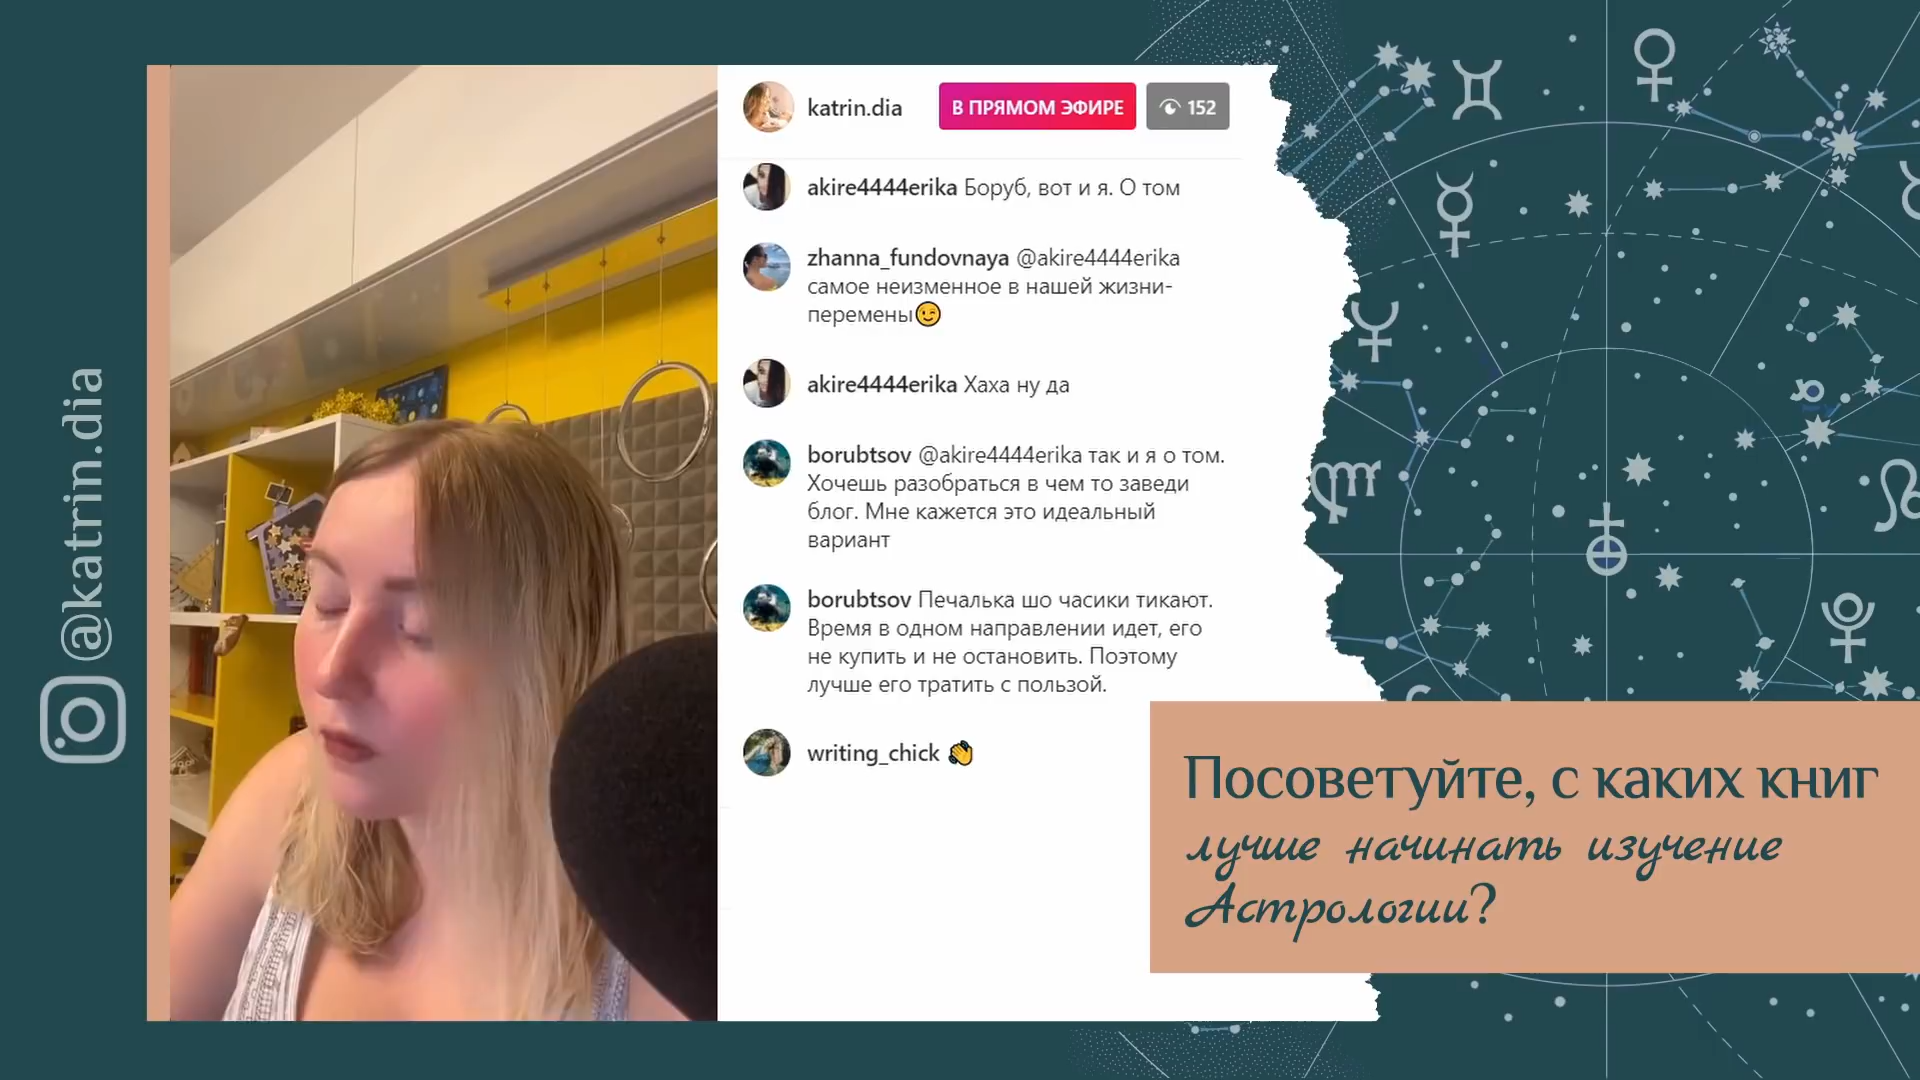 @katrin.dia
katrin.dia
В ПРЯМОМ ЭФИРЕ
152
akire4444erika Боруб, вот и я. О том
zhanna_fundovnaya @akire4444erika
самое неизменное в нашей жизни-
перемены😉
akire4444erika Хаха ну да
borubtsov @akire4444erika так и я о том.
Хочешь разобраться в чем то заведи
блог. Мне кажется это идеальный
вариант
borubtsov Печалька шо часики тикают.
Время в одном направлении идет, его
не купить и не остановить. Поэтому
лучше его тратить с пользой.
writing_chick 👏
Посоветуйте, с каких книг
лучше начинать изучение
Астрологии?